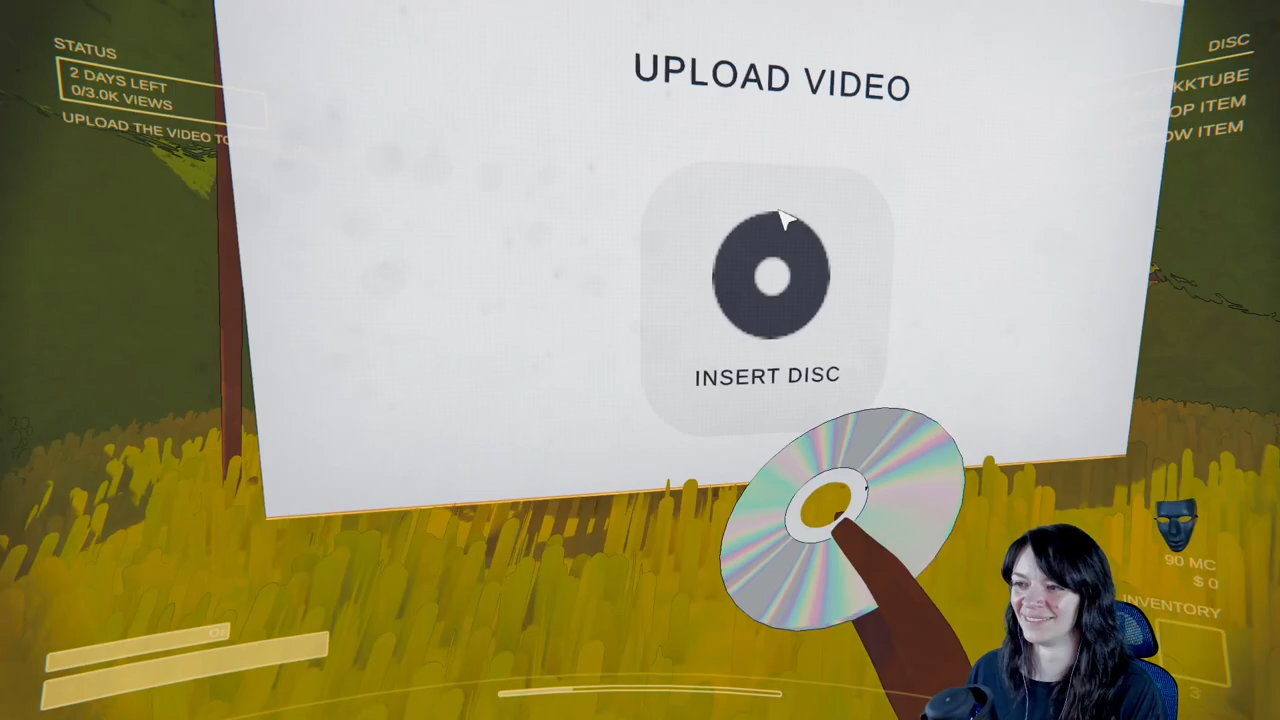 STATUS
2 DAYS LEFT
0/3.0K VIEWS
UPLOAD THE VIDEO TO
UPLOAD VIDEO
INSERT DISC
DISC
KKTUBE
OP ITEM
OW ITEM
90 MC
$ 0
INVENTORY
3